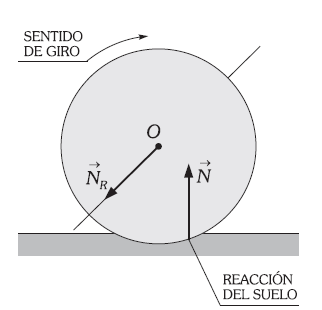 SENTIDO
DE GIRO
O
N_R
N
REACCIÓN
DEL SUELO